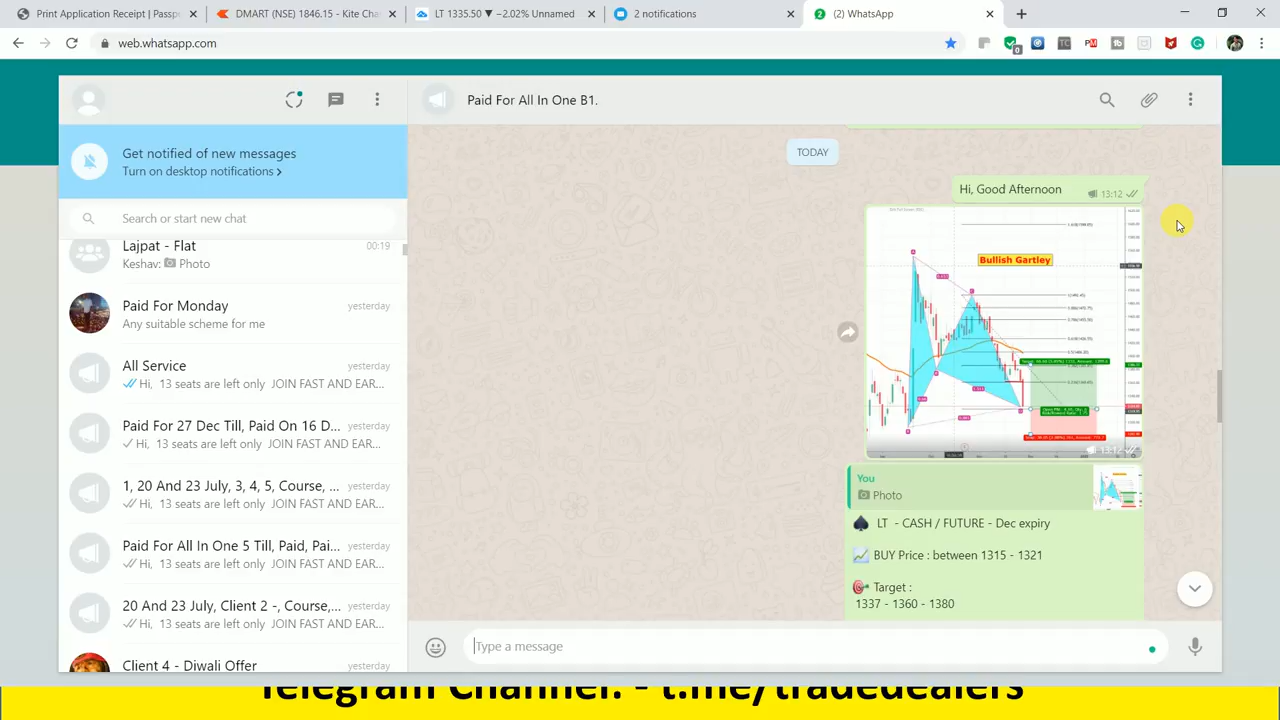 Print Application Receipt | Passp
DMART (NSE) 1846.15 - Kite Cha
LT 1335.50 ▼ −2.02% Unnamed
2 notifications
(2) WhatsApp
web.whatsapp.com
Get notified of new messages
Turn on desktop notifications >
Search or start new chat
Lajpat - Flat 00:19
Keshav: Photo
Paid For Monday yesterday
Any suitable scheme for me
All Service yesterday
Hi, 13 seats are left only JOIN FAST AND EAR...
Paid For 27 Dec Till, Paid On 16 D... yesterday
Hi, 13 seats are left only JOIN FAST AND EAR...
1, 20 And 23 July, 3, 4, 5, Course, ... yesterday
Hi, 13 seats are left only JOIN FAST AND EAR...
Paid For All In One 5 Till, Paid, Pai... yesterday
Hi, 13 seats are left only JOIN FAST AND EAR...
20 And 23 July, Client 2 -, Course,... yesterday
Hi, 13 seats are left only JOIN FAST AND EAR...
Client 4 - Diwali Offer yesterday
Paid For All In One B1.
TODAY
Hi, Good Afternoon 13:12
Bullish Gartley
13:12
You
Photo
LT - CASH / FUTURE - Dec expiry
BUY Price : between 1315 - 1321
Target :
1337 - 1360 - 1380
Type a message
Telegram Channel: - t.me/tradedealers